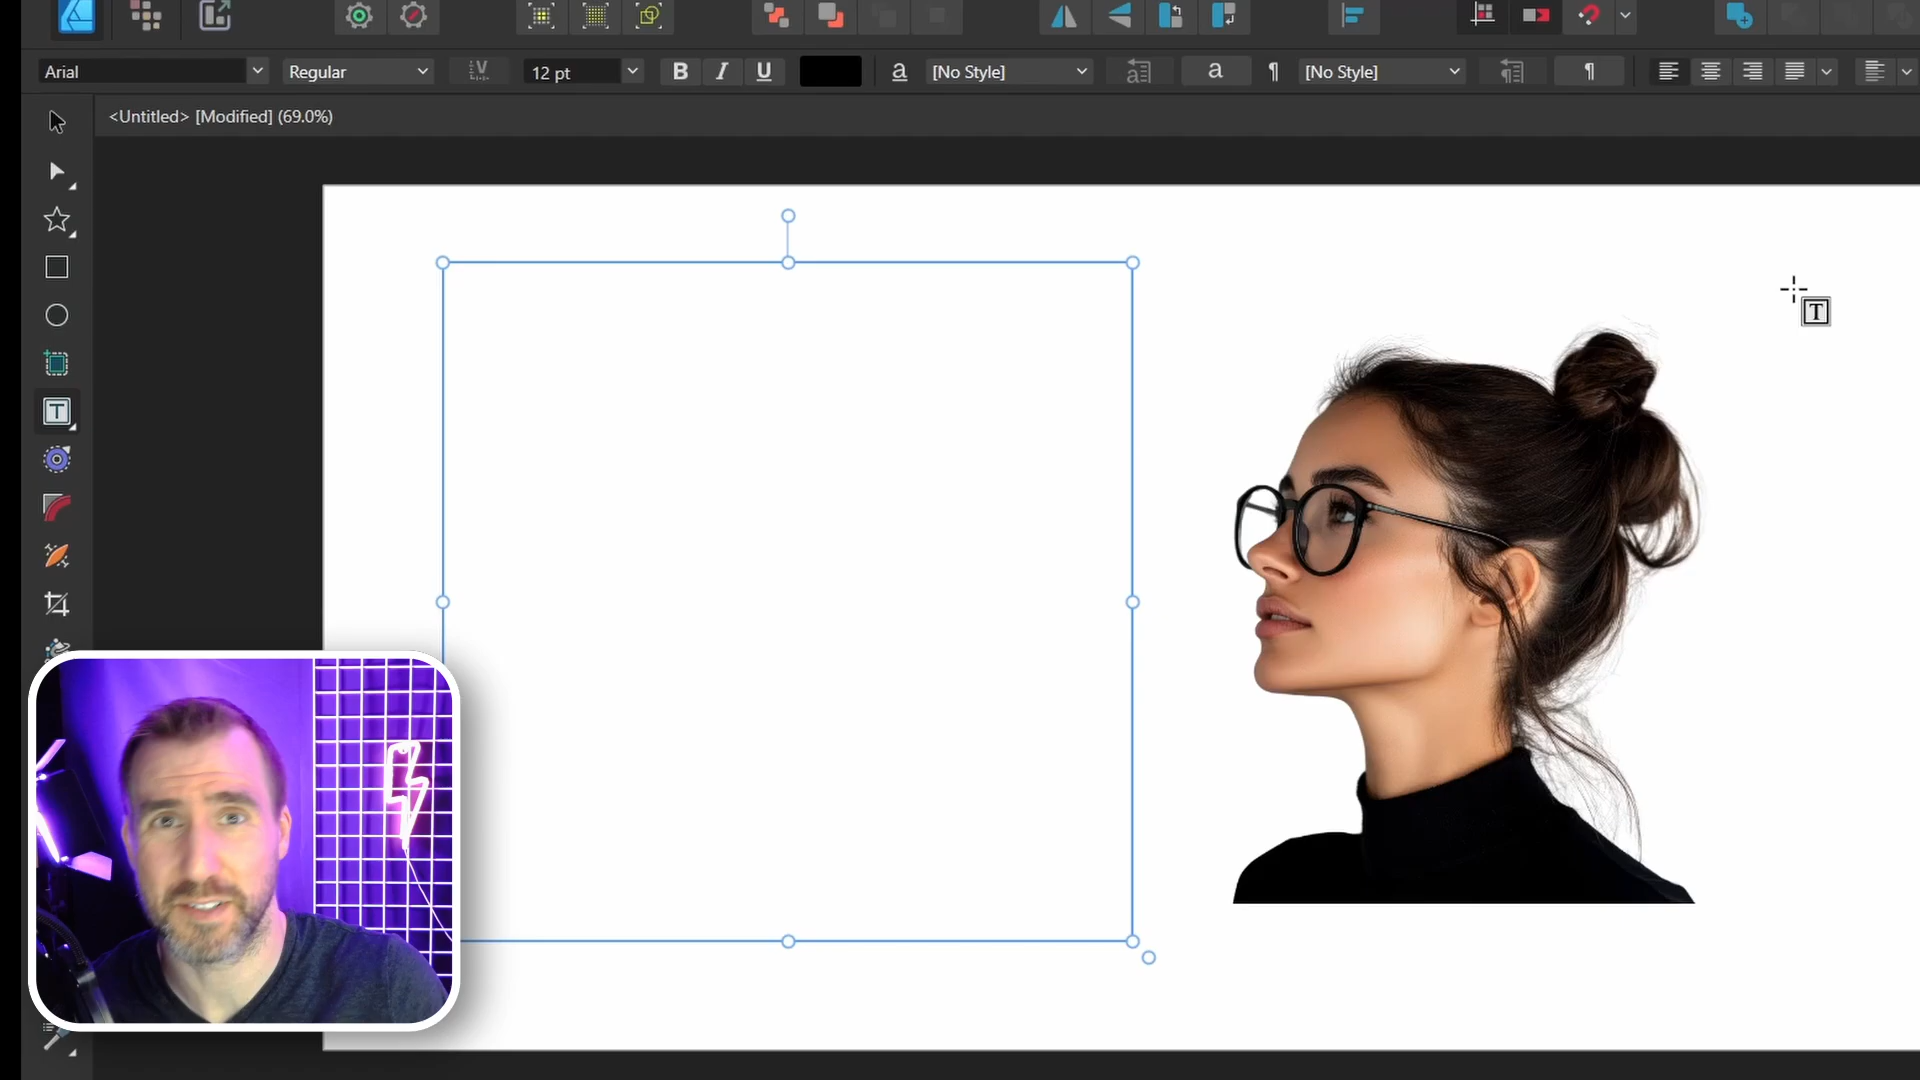 Arial Regular 12 pt B I U a [No Style] a a ¶ [No Style] ¶ ¶
<Untitled> [Modified] (69.0%)
T
T